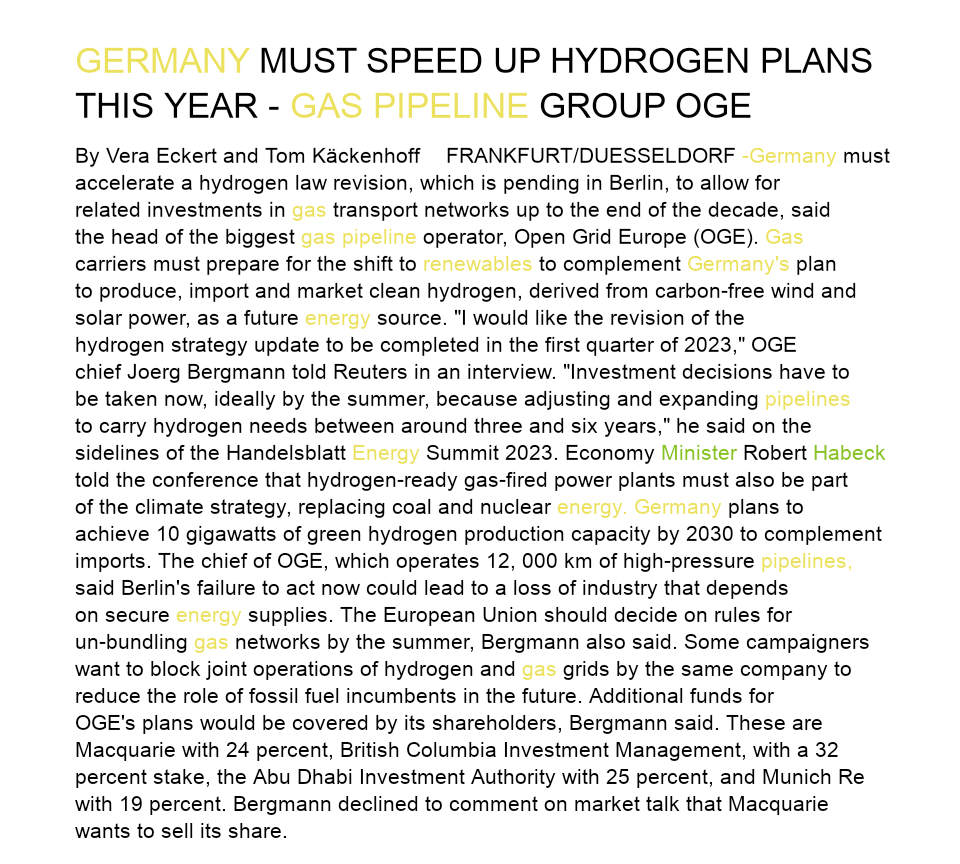 GERMANY MUST SPEED UP HYDROGEN PLANS
THIS YEAR - GAS PIPELINE GROUP OGE
By Vera Eckert and Tom Käckenhoff FRANKFURT/DUESSELDORF -Germany must
accelerate a hydrogen law revision, which is pending in Berlin, to allow for
related investments in gas transport networks up to the end of the decade, said
the head of the biggest gas pipeline operator, Open Grid Europe (OGE). Gas
carriers must prepare for the shift to renewables to complement Germany's plan
to produce, import and market clean hydrogen, derived from carbon-free wind and
solar power, as a future energy source. "I would like the revision of the
hydrogen strategy update to be completed in the first quarter of 2023," OGE
chief Joerg Bergmann told Reuters in an interview. "Investment decisions have to
be taken now, ideally by the summer, because adjusting and expanding pipelines
to carry hydrogen needs between around three and six years," he said on the
sidelines of the Handelsblatt Energy Summit 2023. Economy Minister Robert Habeck
told the conference that hydrogen-ready gas-fired power plants must also be part
of the climate strategy, replacing coal and nuclear energy. Germany plans to
achieve 10 gigawatts of green hydrogen production capacity by 2030 to complement
imports. The chief of OGE, which operates 12, 000 km of high-pressure pipelines,
said Berlin's failure to act now could lead to a loss of industry that depends
on secure energy supplies. The European Union should decide on rules for
un-bundling gas networks by the summer, Bergmann also said. Some campaigners
want to block joint operations of hydrogen and gas grids by the same company to
reduce the role of fossil fuel incumbents in the future. Additional funds for
OGE's plans would be covered by its shareholders, Bergmann said. These are
Macquarie with 24 percent, British Columbia Investment Management, with a 32
percent stake, the Abu Dhabi Investment Authority with 25 percent, and Munich Re
with 19 percent. Bergmann declined to comment on market talk that Macquarie
wants to sell its share.